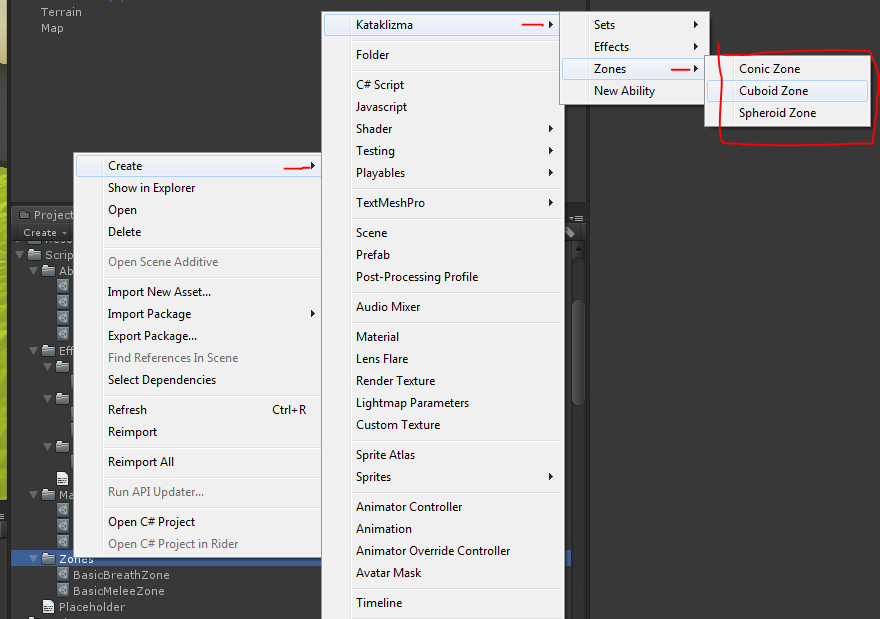 Terrain
Map
Project
Create
Scrip
Ab
Eff
Ma
Zones
BasicBreathZone
BasicMeleeZone
Placeholder
Create
Show in Explorer
Open
Delete
Open Scene Additive
Import New Asset...
Import Package
Export Package...
Find References In Scene
Select Dependencies
Refresh Ctrl+R
Reimport
Reimport All
Run API Updater...
Open C# Project
Open C# Project in Rider
Kataklizma
Folder
C# Script
Javascript
Shader
Testing
Playables
TextMeshPro
Scene
Prefab
Post-Processing Profile
Audio Mixer
Material
Lens Flare
Render Texture
Lightmap Parameters
Custom Texture
Sprite Atlas
Sprites
Animator Controller
Animation
Animator Override Controller
Avatar Mask
Timeline
Sets
Effects
Zones
New Ability
Conic Zone
Cuboid Zone
Spheroid Zone